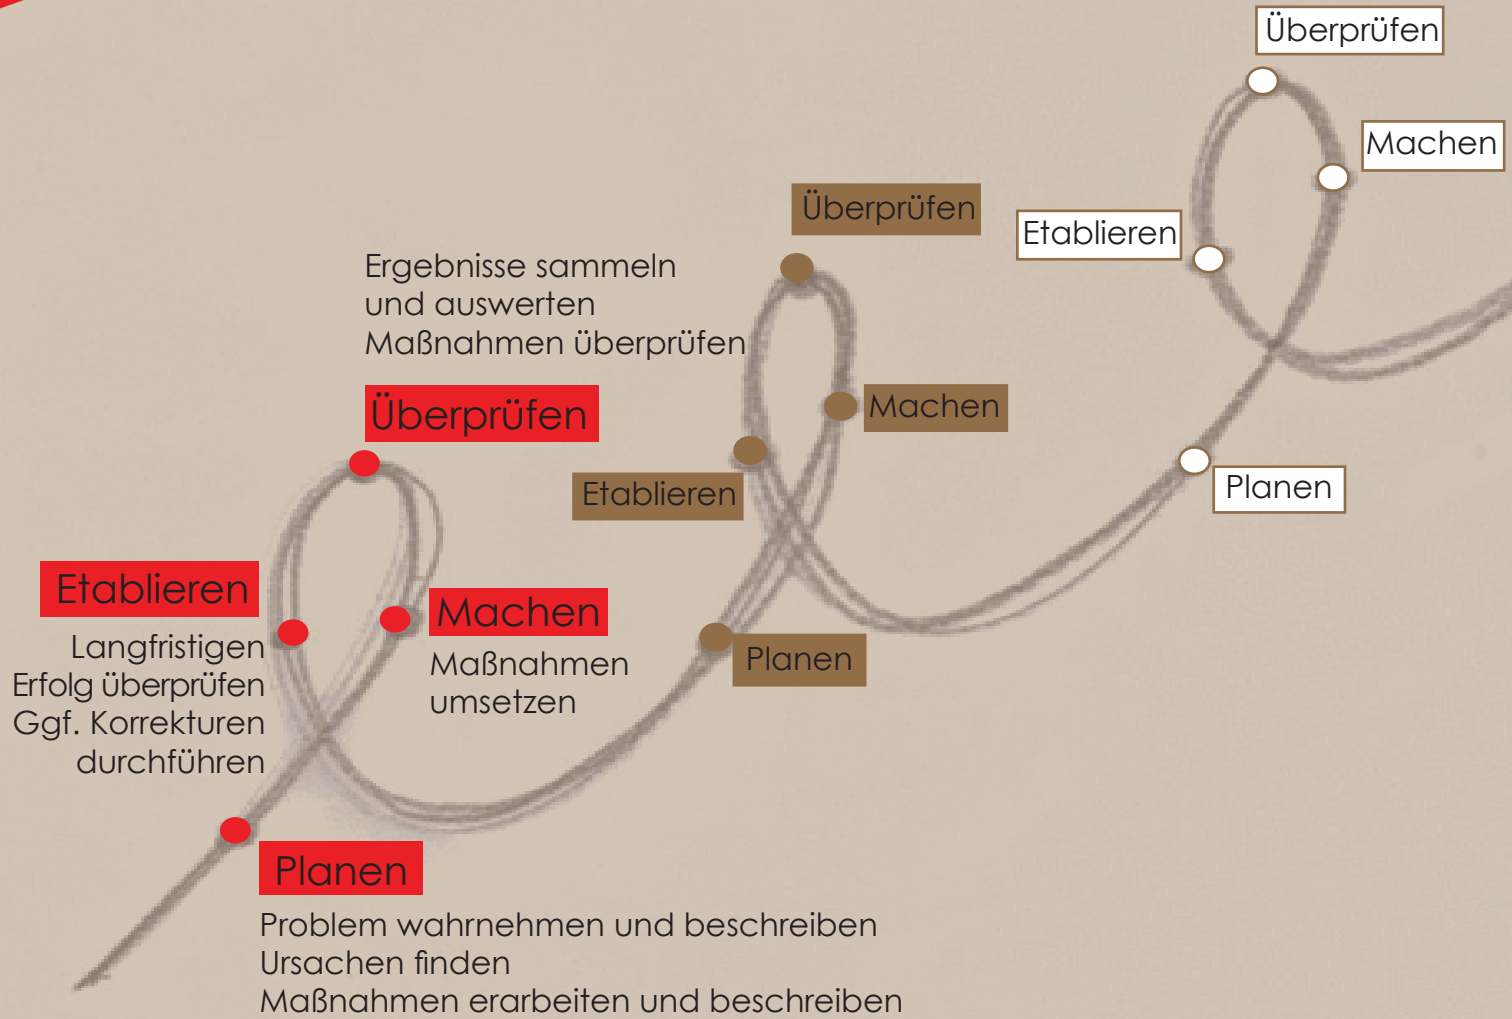 Überprüfen
Machen
Etablieren
Planen
Überprüfen
Machen
Etablieren
Planen
Ergebnisse sammeln
und auswerten
Maßnahmen überprüfen
Überprüfen
Etablieren
Langfristigen
Erfolg überprüfen
Ggf. Korrekturen
durchführen
Machen
Maßnahmen
umsetzen
Planen
Problem wahrnehmen und beschreiben
Ursachen finden
Maßnahmen erarbeiten und beschreiben